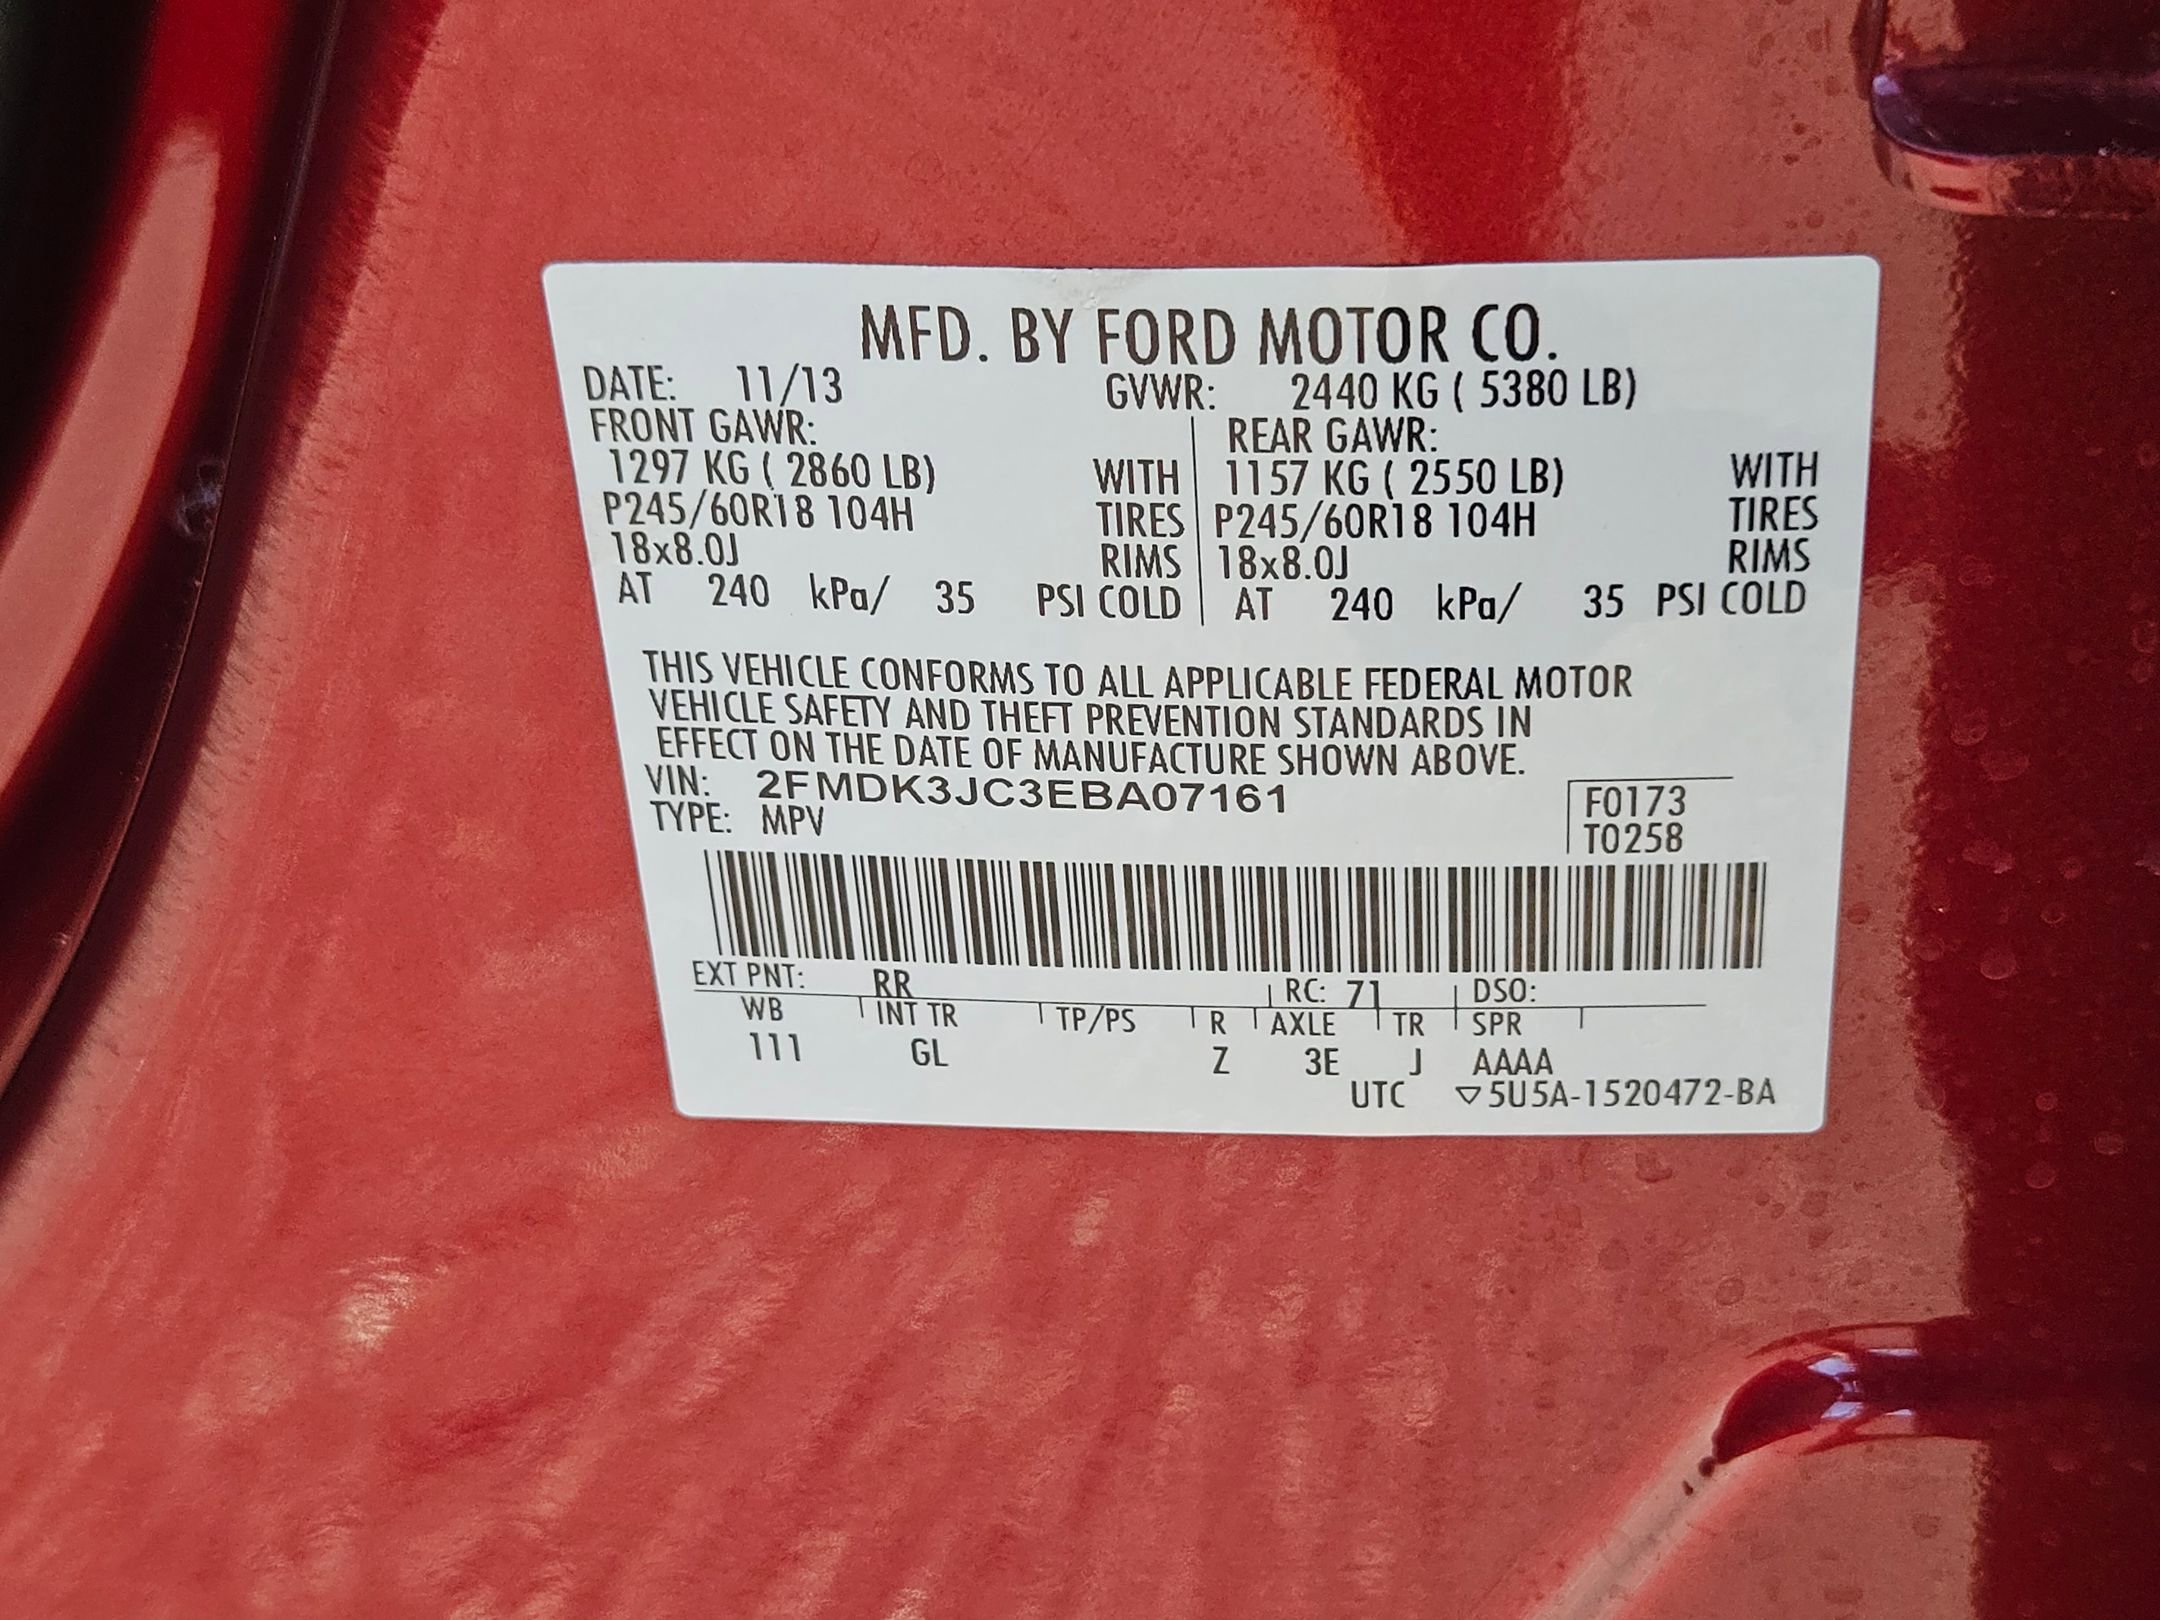 MFD. BY FORD MOTOR CO.
DATE: 11/13 GVWR: 2440 KG ( 5380 LB)
FRONT GAWR: REAR GAWR:
1297 KG ( 2860 LB) WITH 1157 KG ( 2550 LB) WITH
P245/60R18 104H TIRES P245/60R18 104H TIRES
18x8.0J RIMS 18x8.0J RIMS
AT 240 kPa/ 35 PSI COLD AT 240 kPa/ 35 PSI COLD
THIS VEHICLE CONFORMS TO ALL APPLICABLE FEDERAL MOTOR
VEHICLE SAFETY AND THEFT PREVENTION STANDARDS IN
EFFECT ON THE DATE OF MANUFACTURE SHOWN ABOVE.
VIN: 2FMDK3JC3EBA07161
TYPE: MPV
F0173
T0258
EXT PNT: RR RC: 71 DSO:
WB INT TR TP/PS R AXLE TR SPR
111 GL Z 3E J AAAA
UTC ▽5U5A-1520472-BA